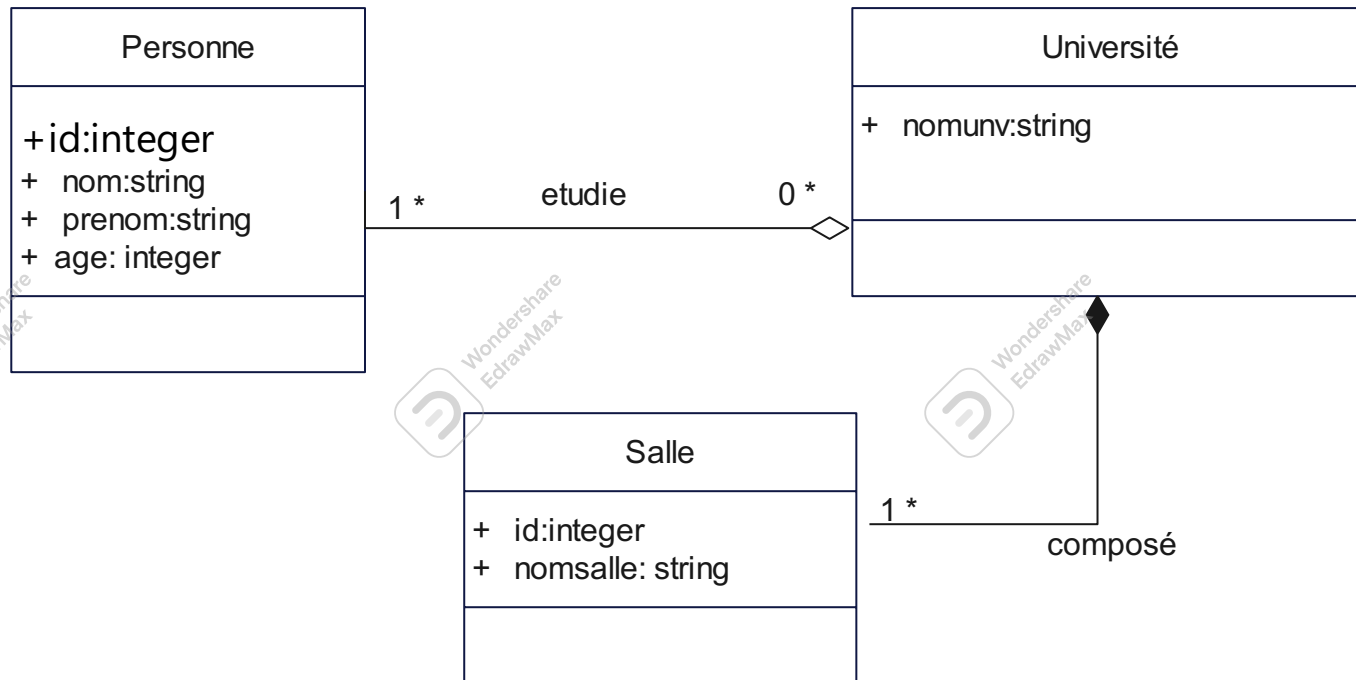 Personne
+id:integer
+ nom:string
+ prenom:string
+ age: integer
1 *
etudie
0 *
Université
+ nomunv:string
Wondershare
EdrawMax
Wondershare
EdrawMax
Salle
+ id:integer
+ nomsalle: string
1 *
composé